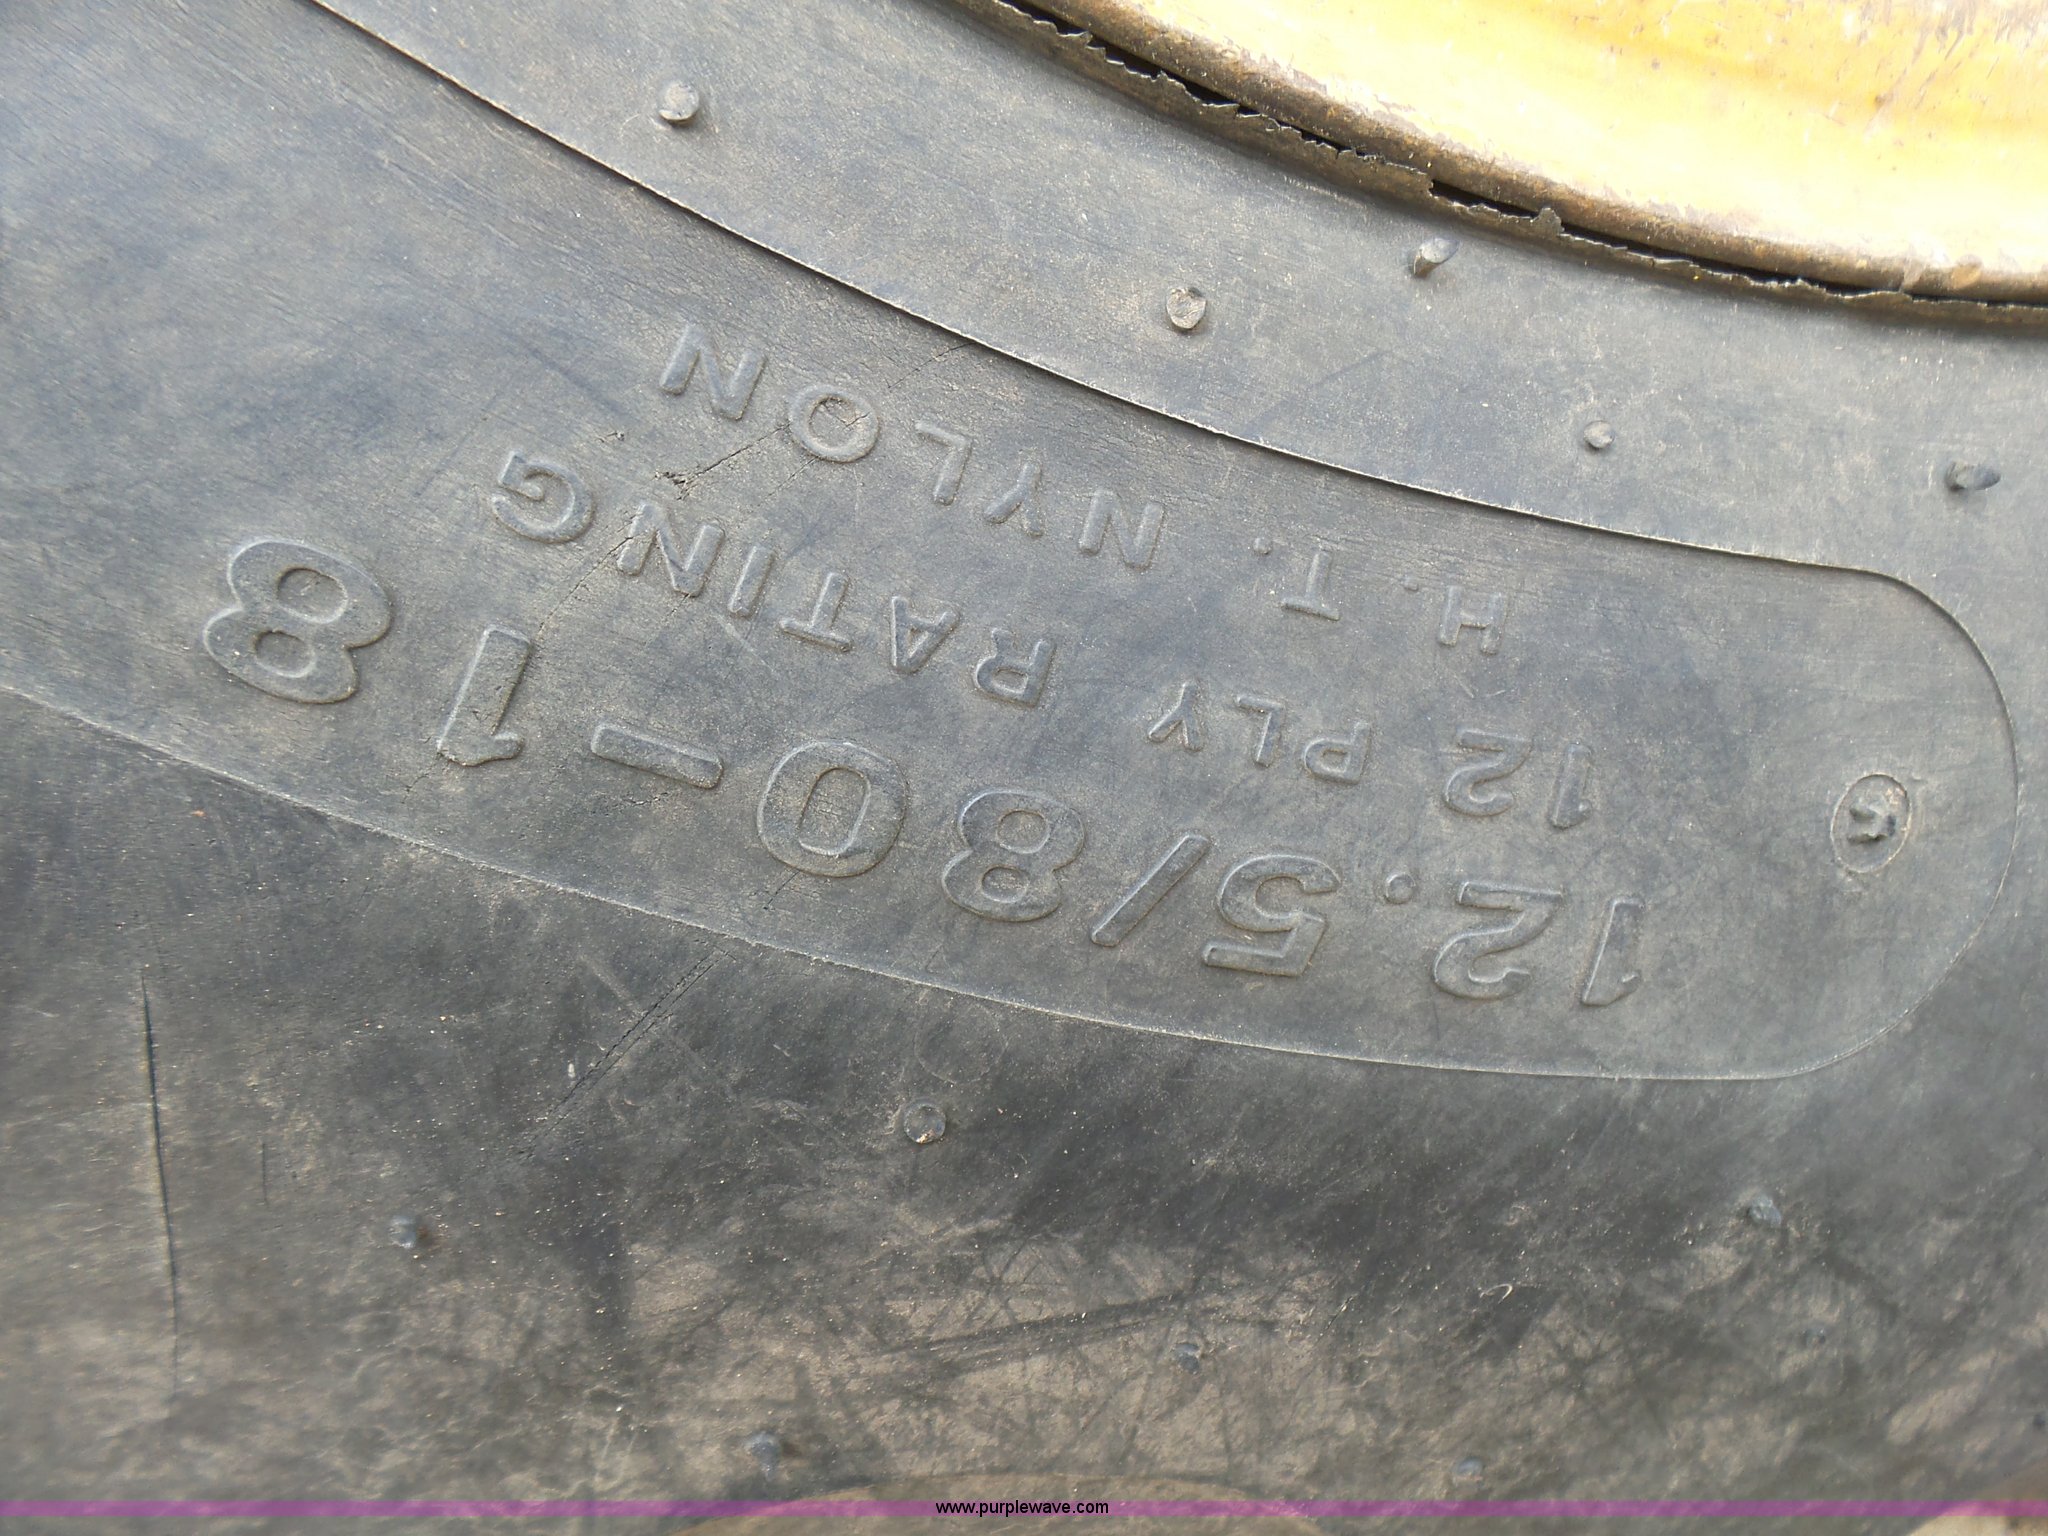 12.5/80-18
12 PLY RATING
H. T. NYLON
www.purplewave.com